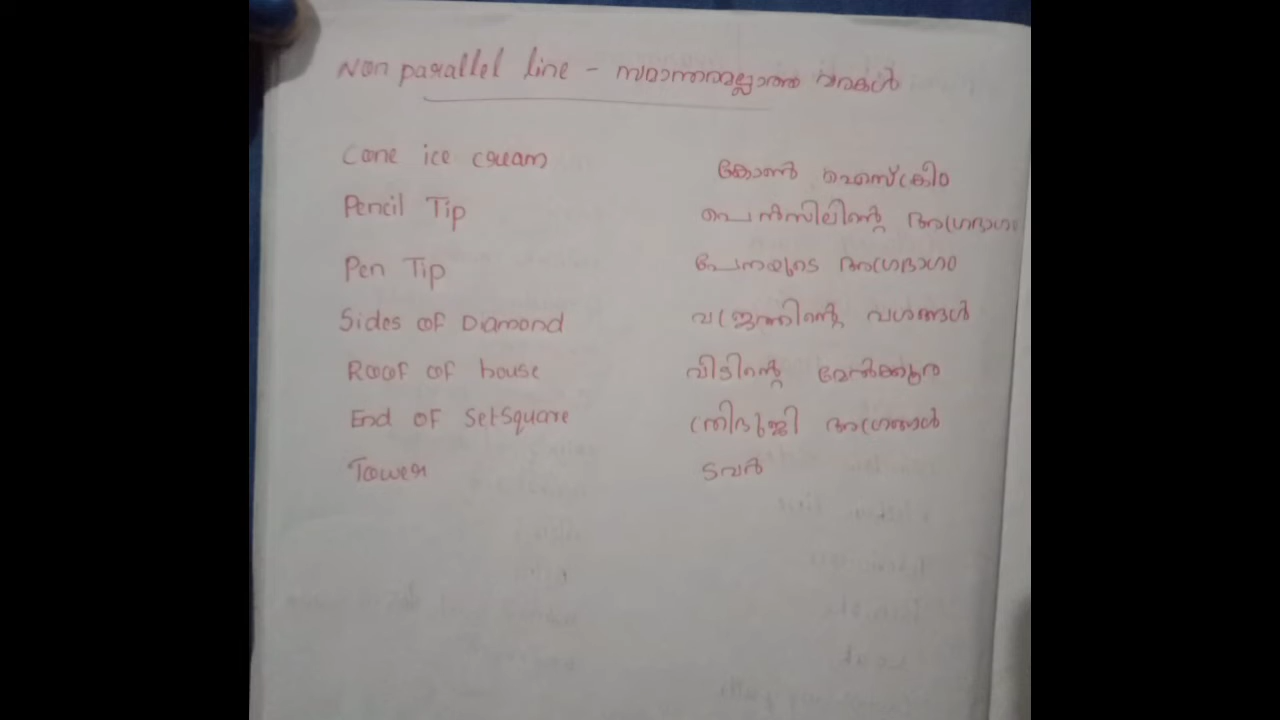 Non parallel line - സമാന്തരമല്ലാത്ത വരകൾ
Cone ice cream കോൺ ഐസ്ക്രീം
Pencil Tip പെൻസിലിന്റെ അഗ്രഭാഗം
Pen Tip പേനയുടെ അഗ്രഭാഗം
Sides of Diamond വജ്രത്തിന്റെ വശങ്ങൾ
Roof of house വീടിന്റെ മേൽക്കൂര
End of Setsquare ത്രിഭുജ അഗ്രങ്ങൾ
Tower ടവർ